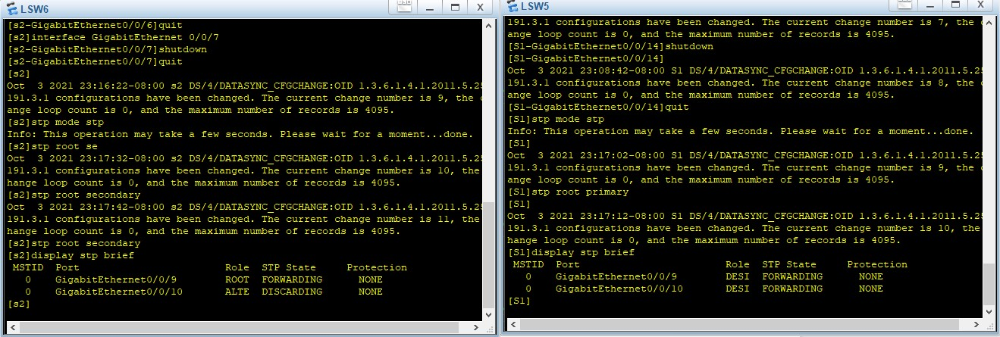 LSW6
[s2-GigabitEthernet0/0/6]quit
[s2]interface GigabitEthernet 0/0/7
[s2-GigabitEthernet0/0/7]shutdown
[s2-GigabitEthernet0/0/7]quit
[s2]
Oct  3 2021 23:16:22-08:00 s2 DS/4/DATASYNC_CFGCHANGE:OID 1.3.6.1.4.1.2011.5.25
191.3.1 configurations have been changed. The current change number is 9, the c
ange loop count is 0, and the maximum number of records is 4095.
[s2]stp mode stp
Info: This operation may take a few seconds. Please wait for a moment...done.
[s2]stp root se
Oct  3 2021 23:17:32-08:00 s2 DS/4/DATASYNC_CFGCHANGE:OID 1.3.6.1.4.1.2011.5.25
191.3.1 configurations have been changed. The current change number is 10, the
hange loop count is 0, and the maximum number of records is 4095.
[s2]stp root secondary
Oct  3 2021 23:17:42-08:00 s2 DS/4/DATASYNC_CFGCHANGE:OID 1.3.6.1.4.1.2011.5.25
191.3.1 configurations have been changed. The current change number is 11, the
hange loop count is 0, and the maximum number of records is 4095.
[s2]stp root secondary
[s2]display stp brief
MSTID  Port  Role  STP State  Protection
0  GigabitEthernet0/0/9  ROOT  FORWARDING  NONE
0  GigabitEthernet0/0/10  ALTE  DISCARDING  NONE
[s2]
LSW5
191.3.1 configurations have been changed. The current change number is 7, the c
ange loop count is 0, and the maximum number of records is 4095.
[S1-GigabitEthernet0/0/14]shutdown
[S1-GigabitEthernet0/0/14]
Oct  3 2021 23:08:42-08:00 S1 DS/4/DATASYNC_CFGCHANGE:OID 1.3.6.1.4.1.2011.5.25
191.3.1 configurations have been changed. The current change number is 8, the c
ange loop count is 0, and the maximum number of records is 4095.
[S1-GigabitEthernet0/0/14]quit
[S1]stp mode stp
Info: This operation may take a few seconds. Please wait for a moment...done.
[S1]
Oct  3 2021 23:17:02-08:00 S1 DS/4/DATASYNC_CFGCHANGE:OID 1.3.6.1.4.1.2011.5.25
191.3.1 configurations have been changed. The current change number is 9, the c
ange loop count is 0, and the maximum number of records is 4095.
[S1]stp root primary
[S1]
Oct  3 2021 23:17:12-08:00 S1 DS/4/DATASYNC_CFGCHANGE:OID 1.3.6.1.4.1.2011.5.25
191.3.1 configurations have been changed. The current change number is 10, the
hange loop count is 0, and the maximum number of records is 4095.
[S1]display stp brief
MSTID  Port  Role  STP State  Protection
0  GigabitEthernet0/0/9  DESI  FORWARDING  NONE
0  GigabitEthernet0/0/10  DESI  FORWARDING  NONE
[S1]